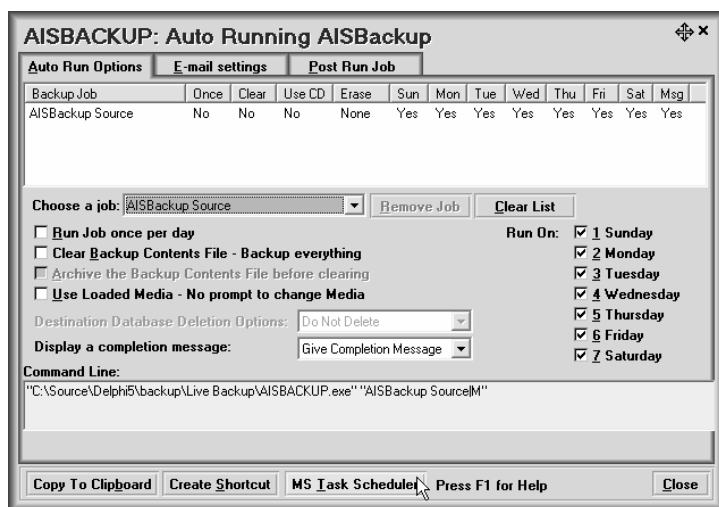 AISBACKUP: Auto Running AISBackup
Auto Run Options E-mail settings Post Run Job
Backup Job Once Clear Use CD Erase Sun Mon Tue Wed Thu Fri Sat Msg
AISBackup Source No No No None Yes Yes Yes Yes Yes Yes Yes Yes
Choose a job: AISBackup Source Remove Job Clear List
Run Job once per day Run On: 1 Sunday
Clear Backup Contents File - Backup everything 2 Monday
Archive the Backup Contents File before clearing 3 Tuesday
Use Loaded Media - No prompt to change Media 4 Wednesday
Destination Database Deletion Options: Do Not Delete 5 Thursday
Display a completion message: Give Completion Message 6 Friday
7 Saturday
Command Line:
"C:\Source\Delphi5\backup\Live Backup\AISBACKUP.exe" "AISBackup Source|M"
Copy To Clipboard Create Shortcut MS Task Scheduler Press F1 for Help Close